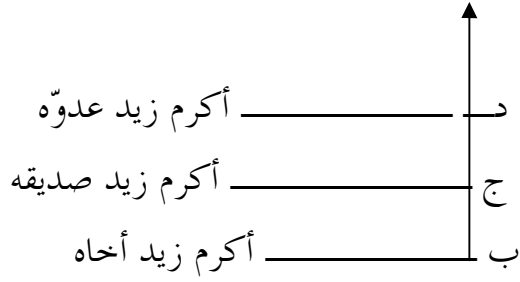 د أكرم زيد عدوّه
ج أكرم زيد صديقه
ب أكرم زيد أخاه